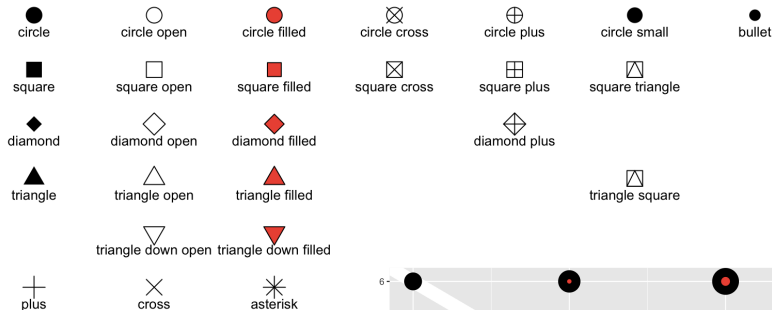 circle circle open circle filled circle cross circle plus circle small bullet
square square open square filled square cross square plus square triangle
diamond diamond open diamond filled diamond plus
triangle triangle open triangle filled triangle square
triangle down open triangle down filled
6
plus cross asterisk